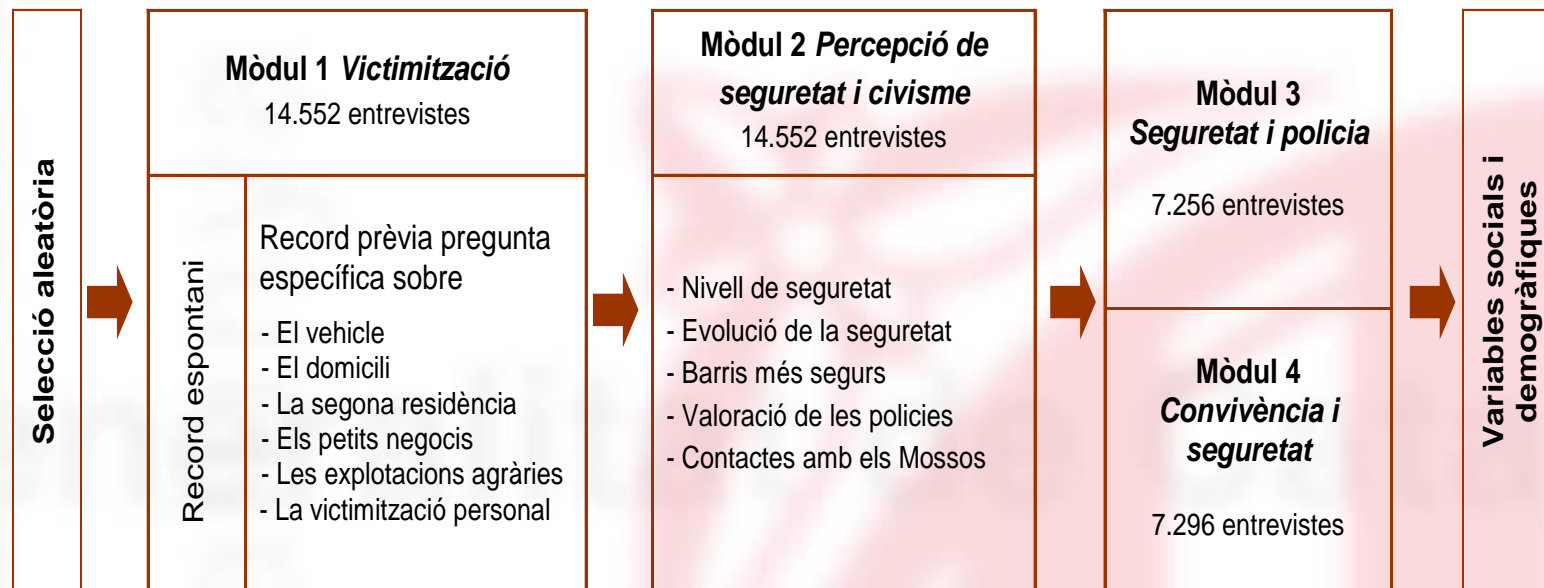 Selecció aleatòria
Mòdul 1 Victimització
14.552 entrevistes
Record espontani
Record prèvia pregunta
específica sobre
- El vehicle
- El domicili
- La segona residència
- Els petits negocis
- Les explotacions agràries
- La victimització personal
Mòdul 2 Percepció de
seguretat i civisme
14.552 entrevistes
- Nivell de seguretat
- Evolució de la seguretat
- Barris més segurs
- Valoració de les policies
- Contactes amb els Mossos
Mòdul 3
Seguretat i policia
7.256 entrevistes
Mòdul 4
Convivència i
seguretat
7.296 entrevistes
Variables socials i
demogràfiques